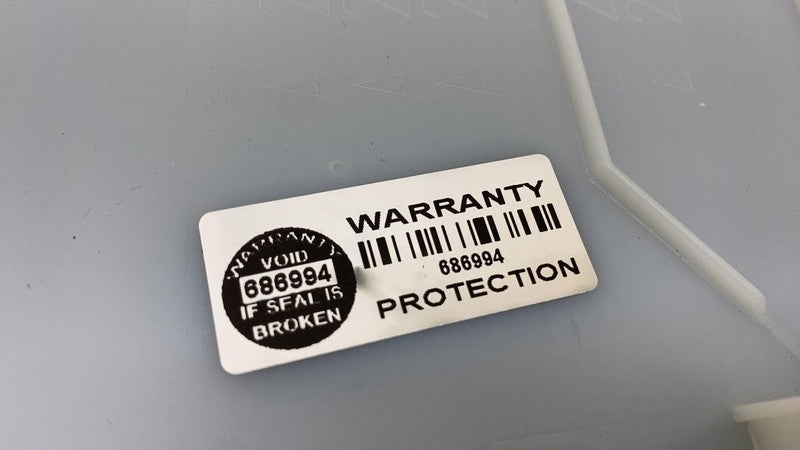 WARRANTY
VOID
686994
IF SEAL IS
BROKEN
WARRANTY
686994
PROTECTION